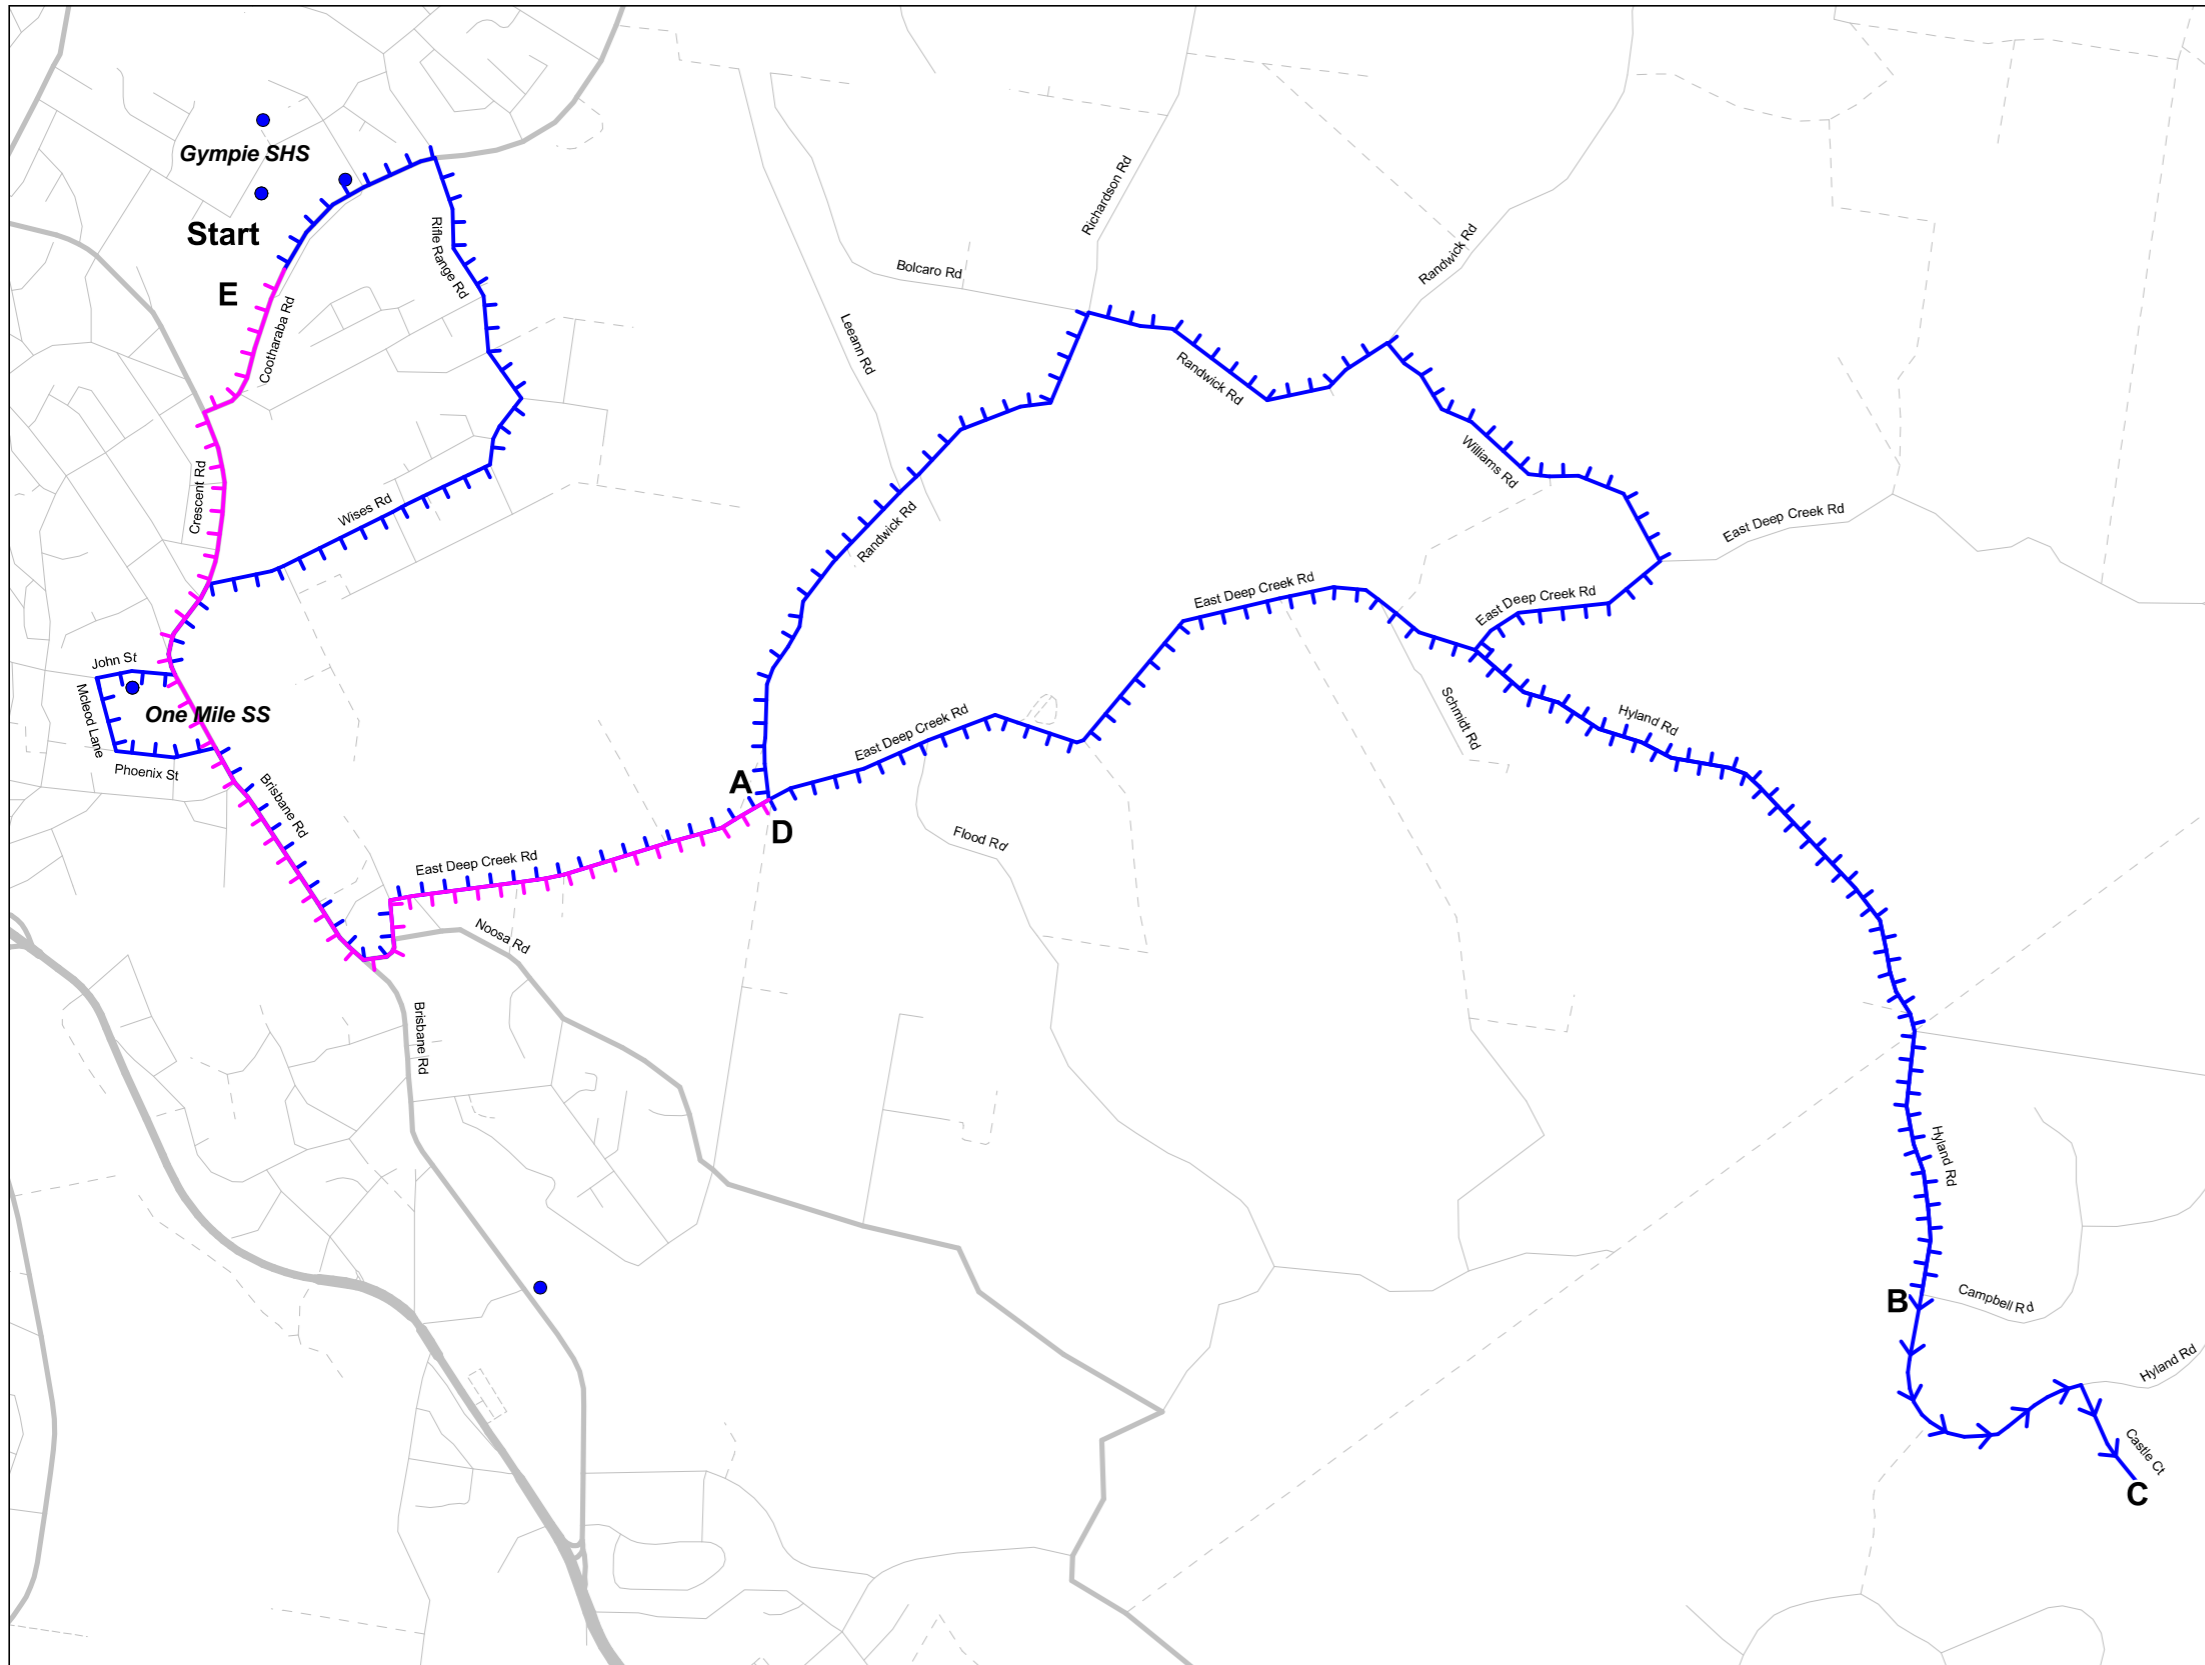 Gympie SHS
Start
E
Rifle Range Rd
Cootharaba Rd
Richardson Rd
Bolcaro Rd
Randwick Rd
Leeann Rd
Randwick Rd
Crescent Rd
Wises Rd
Williams Rd
Randwick Rd
East Deep Creek Rd
East Deep Creek Rd
East Deep Creek Rd
John St
Mcleod Lane
One Mile SS
Phoenix St
Schmidt Rd
Hyland Rd
East Deep Creek Rd
A
D
Brisbane Rd
Flood Rd
East Deep Creek Rd
Noosa Rd
Brisbane Rd
Hyland Rd
B
Campbell Rd
Hyland Rd
Castle Ct
C